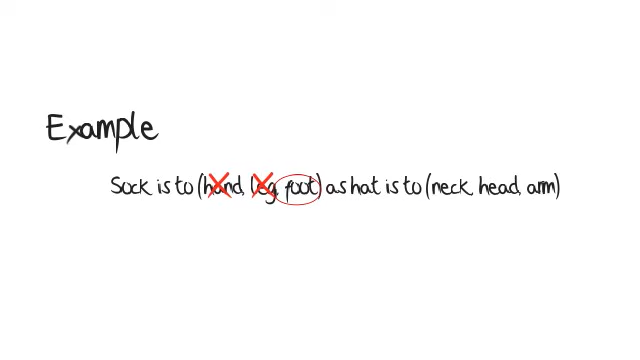 Example
Sock is to (hand, leg, foot) as hat is to (neck, head, arm)